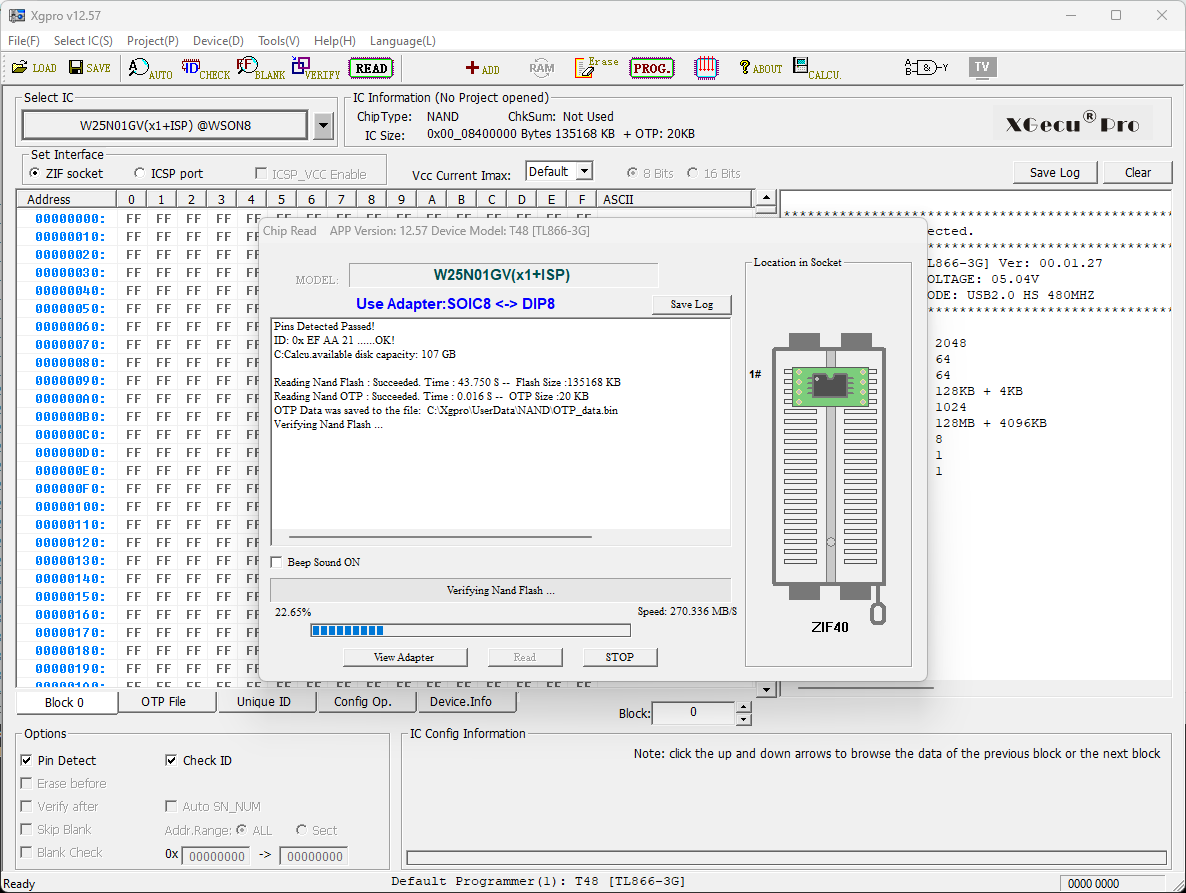 Xgpro v12.57
File(F) Select IC(S) Project(P) Device(D) Tools(V) Help(H) Language(L)
LOAD SAVE AUTO CHECK BLANK VERIFY READ ADD RAM Erase PROG. ABOUT CALCU. & Y TV
Select IC
W25N01GV(x1+ISP) @WSON8
IC Information (No Project opened)
ChipType: NAND ChkSum: Not Used
IC Size: 0x00_08400000 Bytes 135168 KB + OTP: 20KB
XGecu® Pro
Set Interface
ZIF socket ICSP port ICSP_VCC Enable
Vcc Current Imax: Default 8 Bits 16 Bits
Save Log Clear
Address 0 1 2 3 4 5 6 7 8 9 A B C D E F ASCII
00000000: FF FF FF FF FF FF FF FF FF FF FF FF FF FF FF FF
00000010: FF FF FF FF FF
00000020: FF FF FF FF FF
00000030: FF FF FF FF FF
00000040: FF FF FF FF FF
00000050: FF FF FF FF FF
00000060: FF FF FF FF FF
00000070: FF FF FF FF FF
00000080: FF FF FF FF FF
00000090: FF FF FF FF FF
000000A0: FF FF FF FF FF
000000B0: FF FF FF FF FF
000000C0: FF FF FF FF FF
000000D0: FF FF FF FF FF
000000E0: FF FF FF FF FF
000000F0: FF FF FF FF FF
00000100: FF FF FF FF FF
00000110: FF FF FF FF FF
00000120: FF FF FF FF FF
00000130: FF FF FF FF FF
00000140: FF FF FF FF FF
00000150: FF FF FF FF FF
00000160: FF FF FF FF FF
00000170: FF FF FF FF FF
00000180: FF FF FF FF FF
00000190: FF FF FF FF FF
000001A0: FF FF FF FF FF FF FF FF FF FF FF FF FF FF FF FF
Chip Read APP Version: 12.57 Device Model: T48 [TL866-3G]
MODEL: W25N01GV(x1+ISP)
Use Adapter:SOIC8 <-> DIP8
Save Log
Pins Detected Passed!
ID: 0x EF AA 21 ......OK!
C:Calcu.available disk capacity: 107 GB
Reading Nand Flash : Succeeded. Time : 43.750 S -- Flash Size :135168 KB
Reading Nand OTP : Succeeded. Time : 0.016 S -- OTP Size :20 KB
OTP Data was saved to the file: C:\Xgpro\UserData\NAND\OTP_data.bin
Verifying Nand Flash ...
Beep Sound ON
Verifying Nand Flash ...
22.65% Speed: 270.336 MB/S
View Adapter Read STOP
Location in Socket
1#
ZIF40
****************************************
ected.
********************************
L866-3G] Ver: 00.01.27
OLTAGE: 05.04V
ODE: USB2.0 HS 480MHZ
********************************
2048
64
64
128KB + 4KB
1024
128MB + 4096KB
8
1
1
Block 0 OTP File Unique ID Config Op. Device.Info
Block: 0
Options
Pin Detect Check ID
Erase before
Verify after Auto SN_NUM
Skip Blank Addr.Range: ALL Sect
Blank Check 0x 00000000 -> 00000000
IC Config Information
Note: click the up and down arrows to browse the data of the previous block or the next block
Ready Default Programmer(1): T48 [TL866-3G] 0000 0000